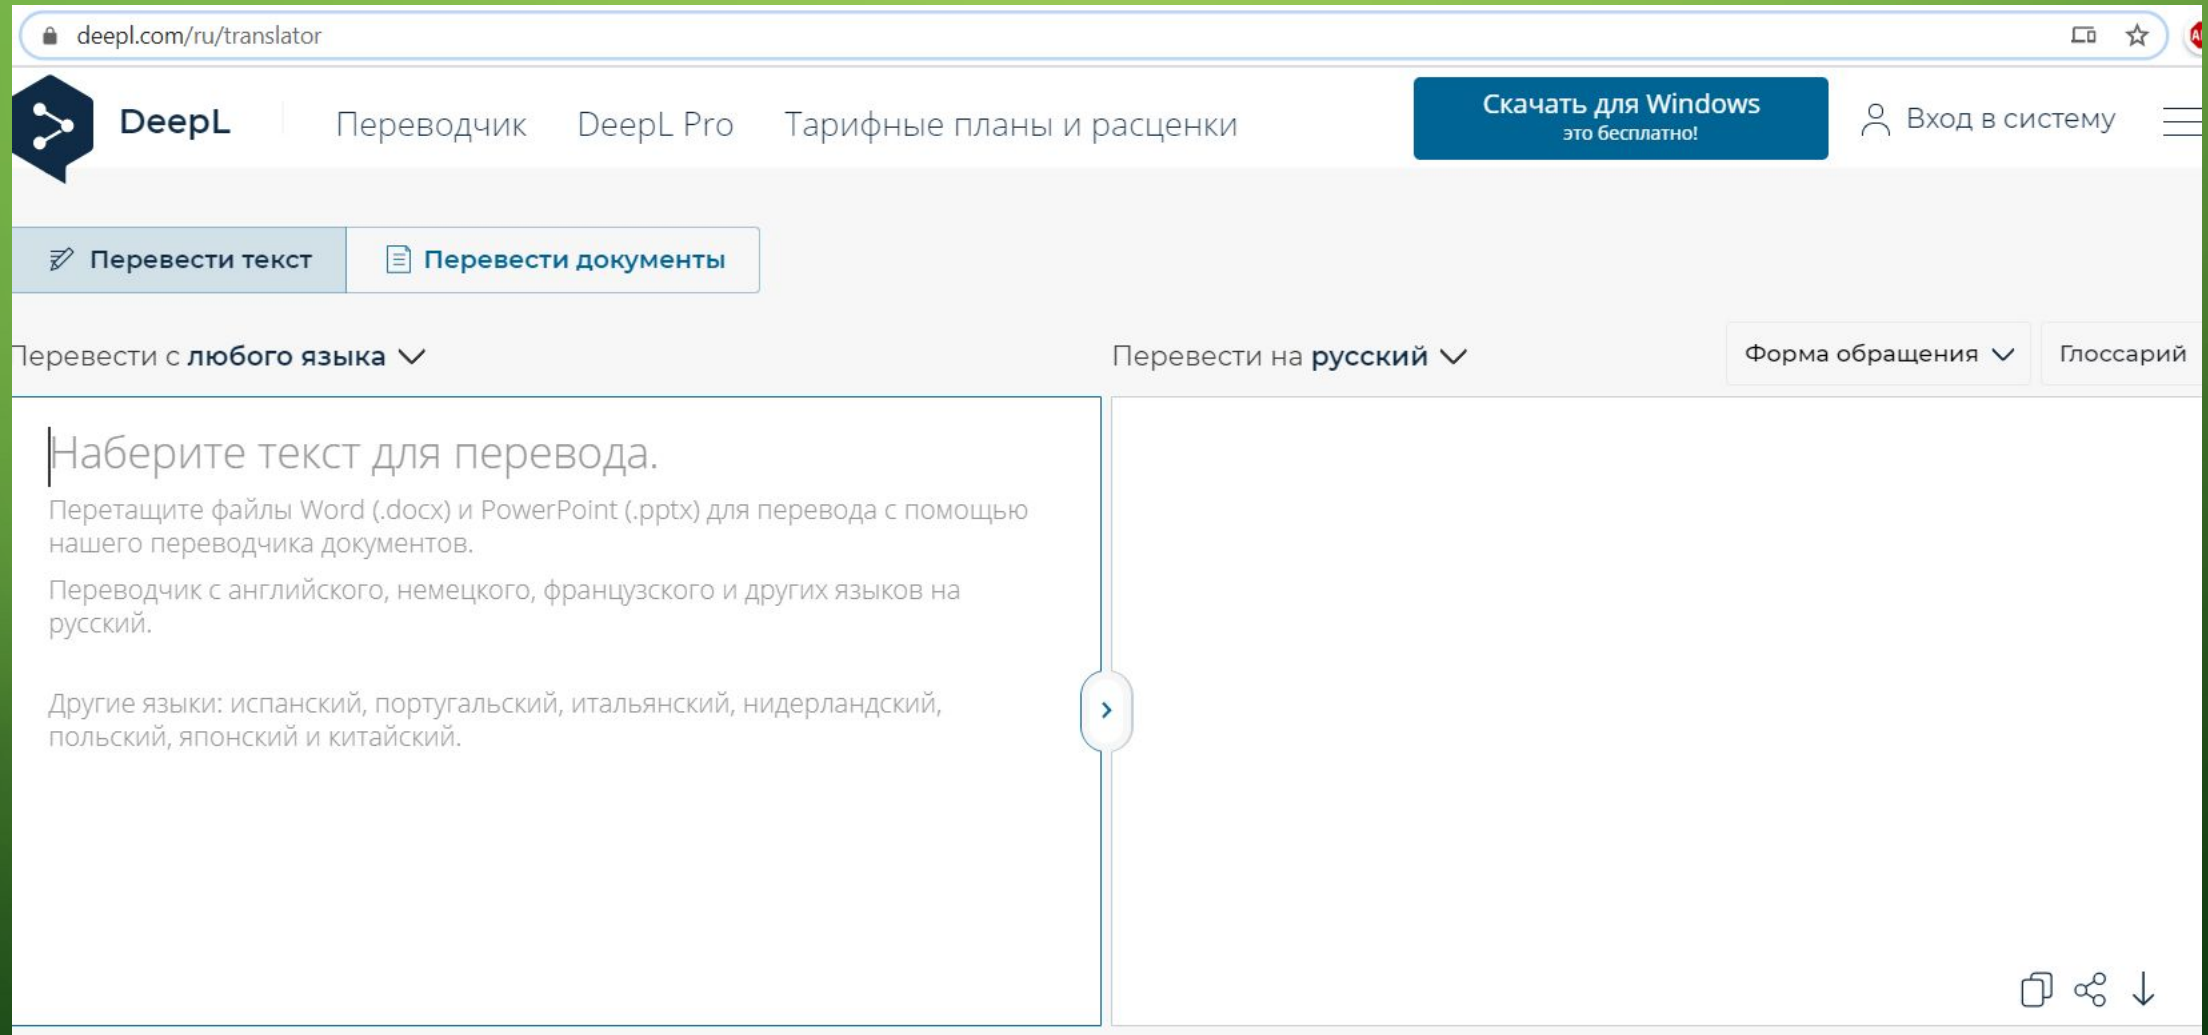 deepl.com/ru/translator
DeepL
Переводчик
DeepL Pro
Тарифные планы и расценки
Скачать для Windows
это бесплатно!
Вход в систему
Перевести текст
Перевести документы
Перевести с любого языка
Перевести на русский
Форма обращения
Глоссарий
Наберите текст для перевода.
Перетащите файлы Word (.docx) и PowerPoint (.pptx) для перевода с помощью
нашего переводчика документов.
Переводчик с английского, немецкого, французского и других языков на
русский.
Другие языки: испанский, португальский, итальянский, нидерландский,
польский, японский и китайский.